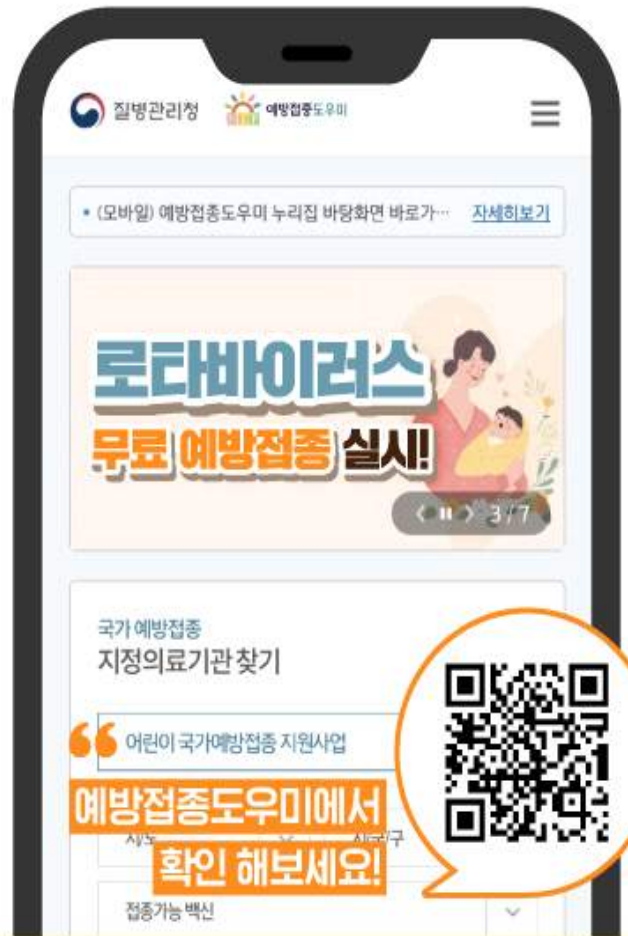 질병관리청 예방접종도우미
• (모바일) 예방접종도우미 누리집 바탕화면 바로가… 자세히보기
로타바이러스
무료 예방접종 실시!
3/7
국가 예방접종
지정의료기관 찾기
어린이 국가예방접종 지원사업
예방접종도우미에서
확인 해보세요!
접종가능 백신